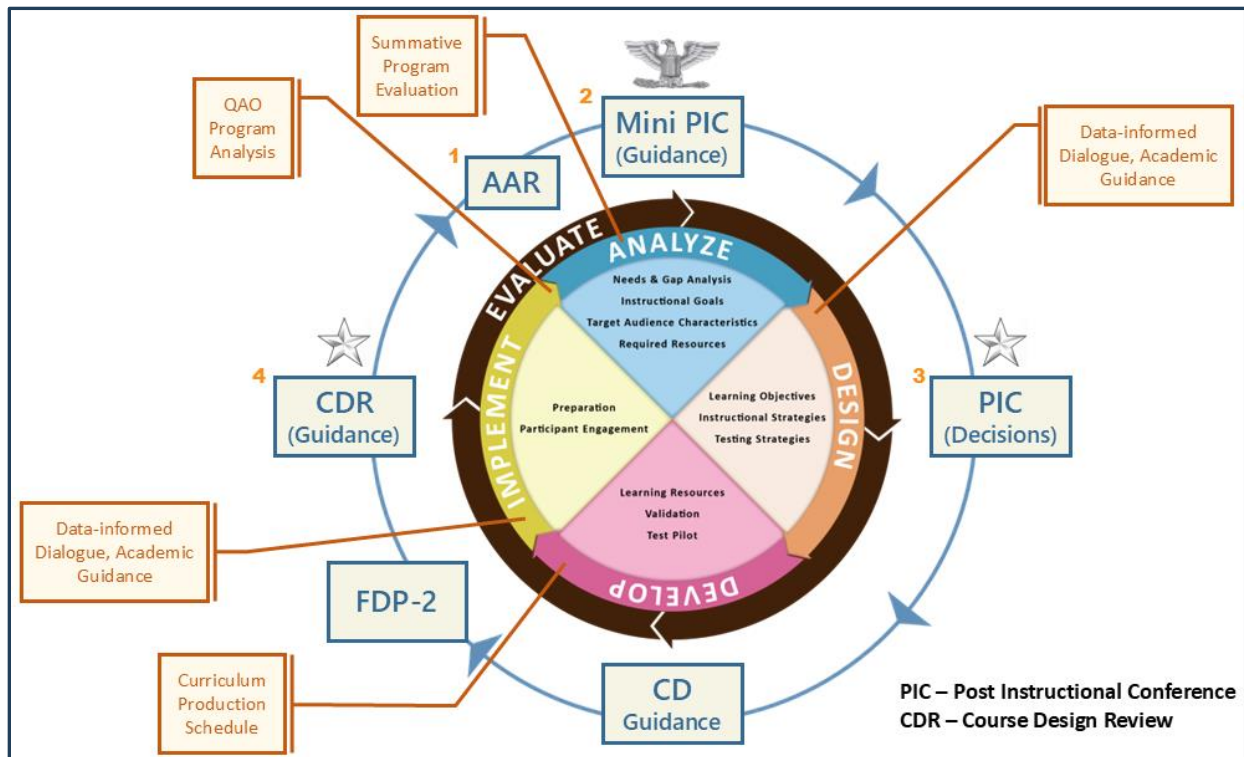 Summative
Program
Evaluation
QAO
Program
Analysis
2
Mini PIC
(Guidance)
Data-informed
Dialogue, Academic
Guidance
1
AAR
EVALUATE
ANALYZE
Needs & Gap Analysis
Instructional Goals
Target Audience Characteristics
Required Resources
4
CDR
(Guidance)
IMPLEMENT
Preparation
Participant Engagement
Learning Objectives
Instructional Strategies
Testing Strategies
DESIGN
3
PIC
(Decisions)
Learning Resources
Validation
Test Pilot
DEVELOP
Data-informed
Dialogue, Academic
Guidance
FDP-2
Curriculum
Production
Schedule
CD
Guidance
PIC – Post Instructional Conference
CDR – Course Design Review